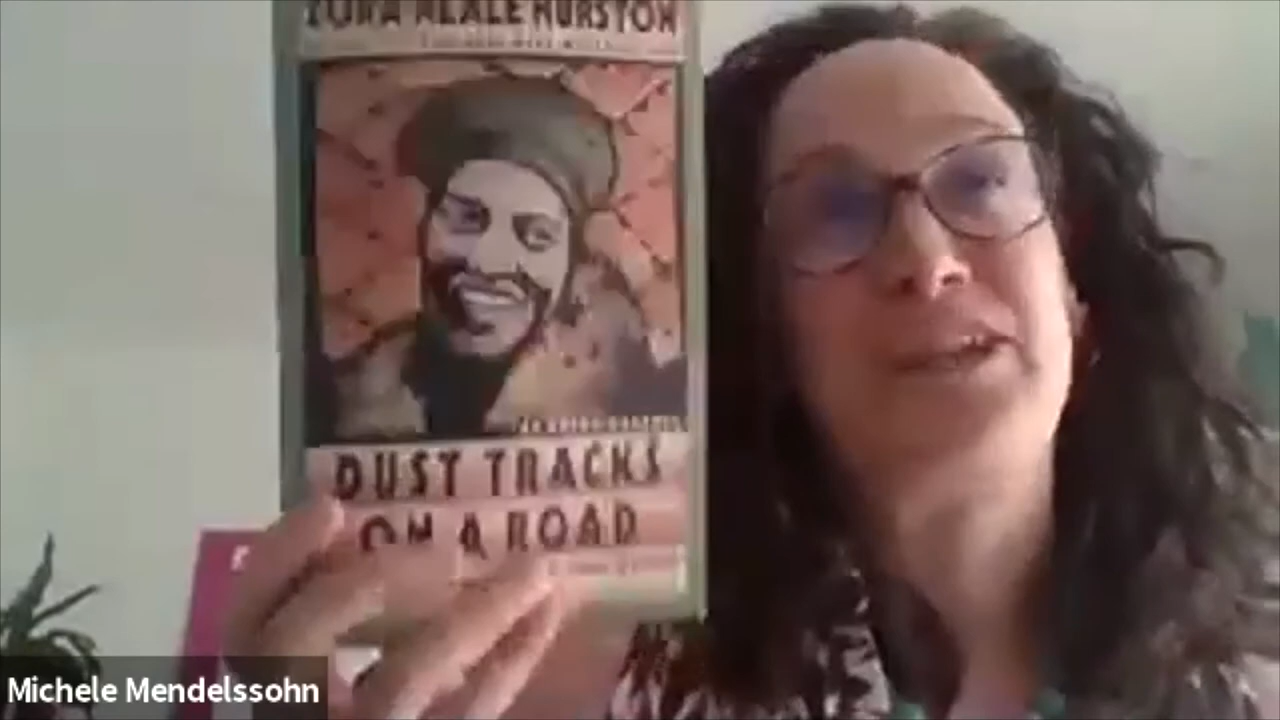 ZORA NEALE HURSTON
DUST TRACKS
ON A ROAD
Michele Mendelssohn